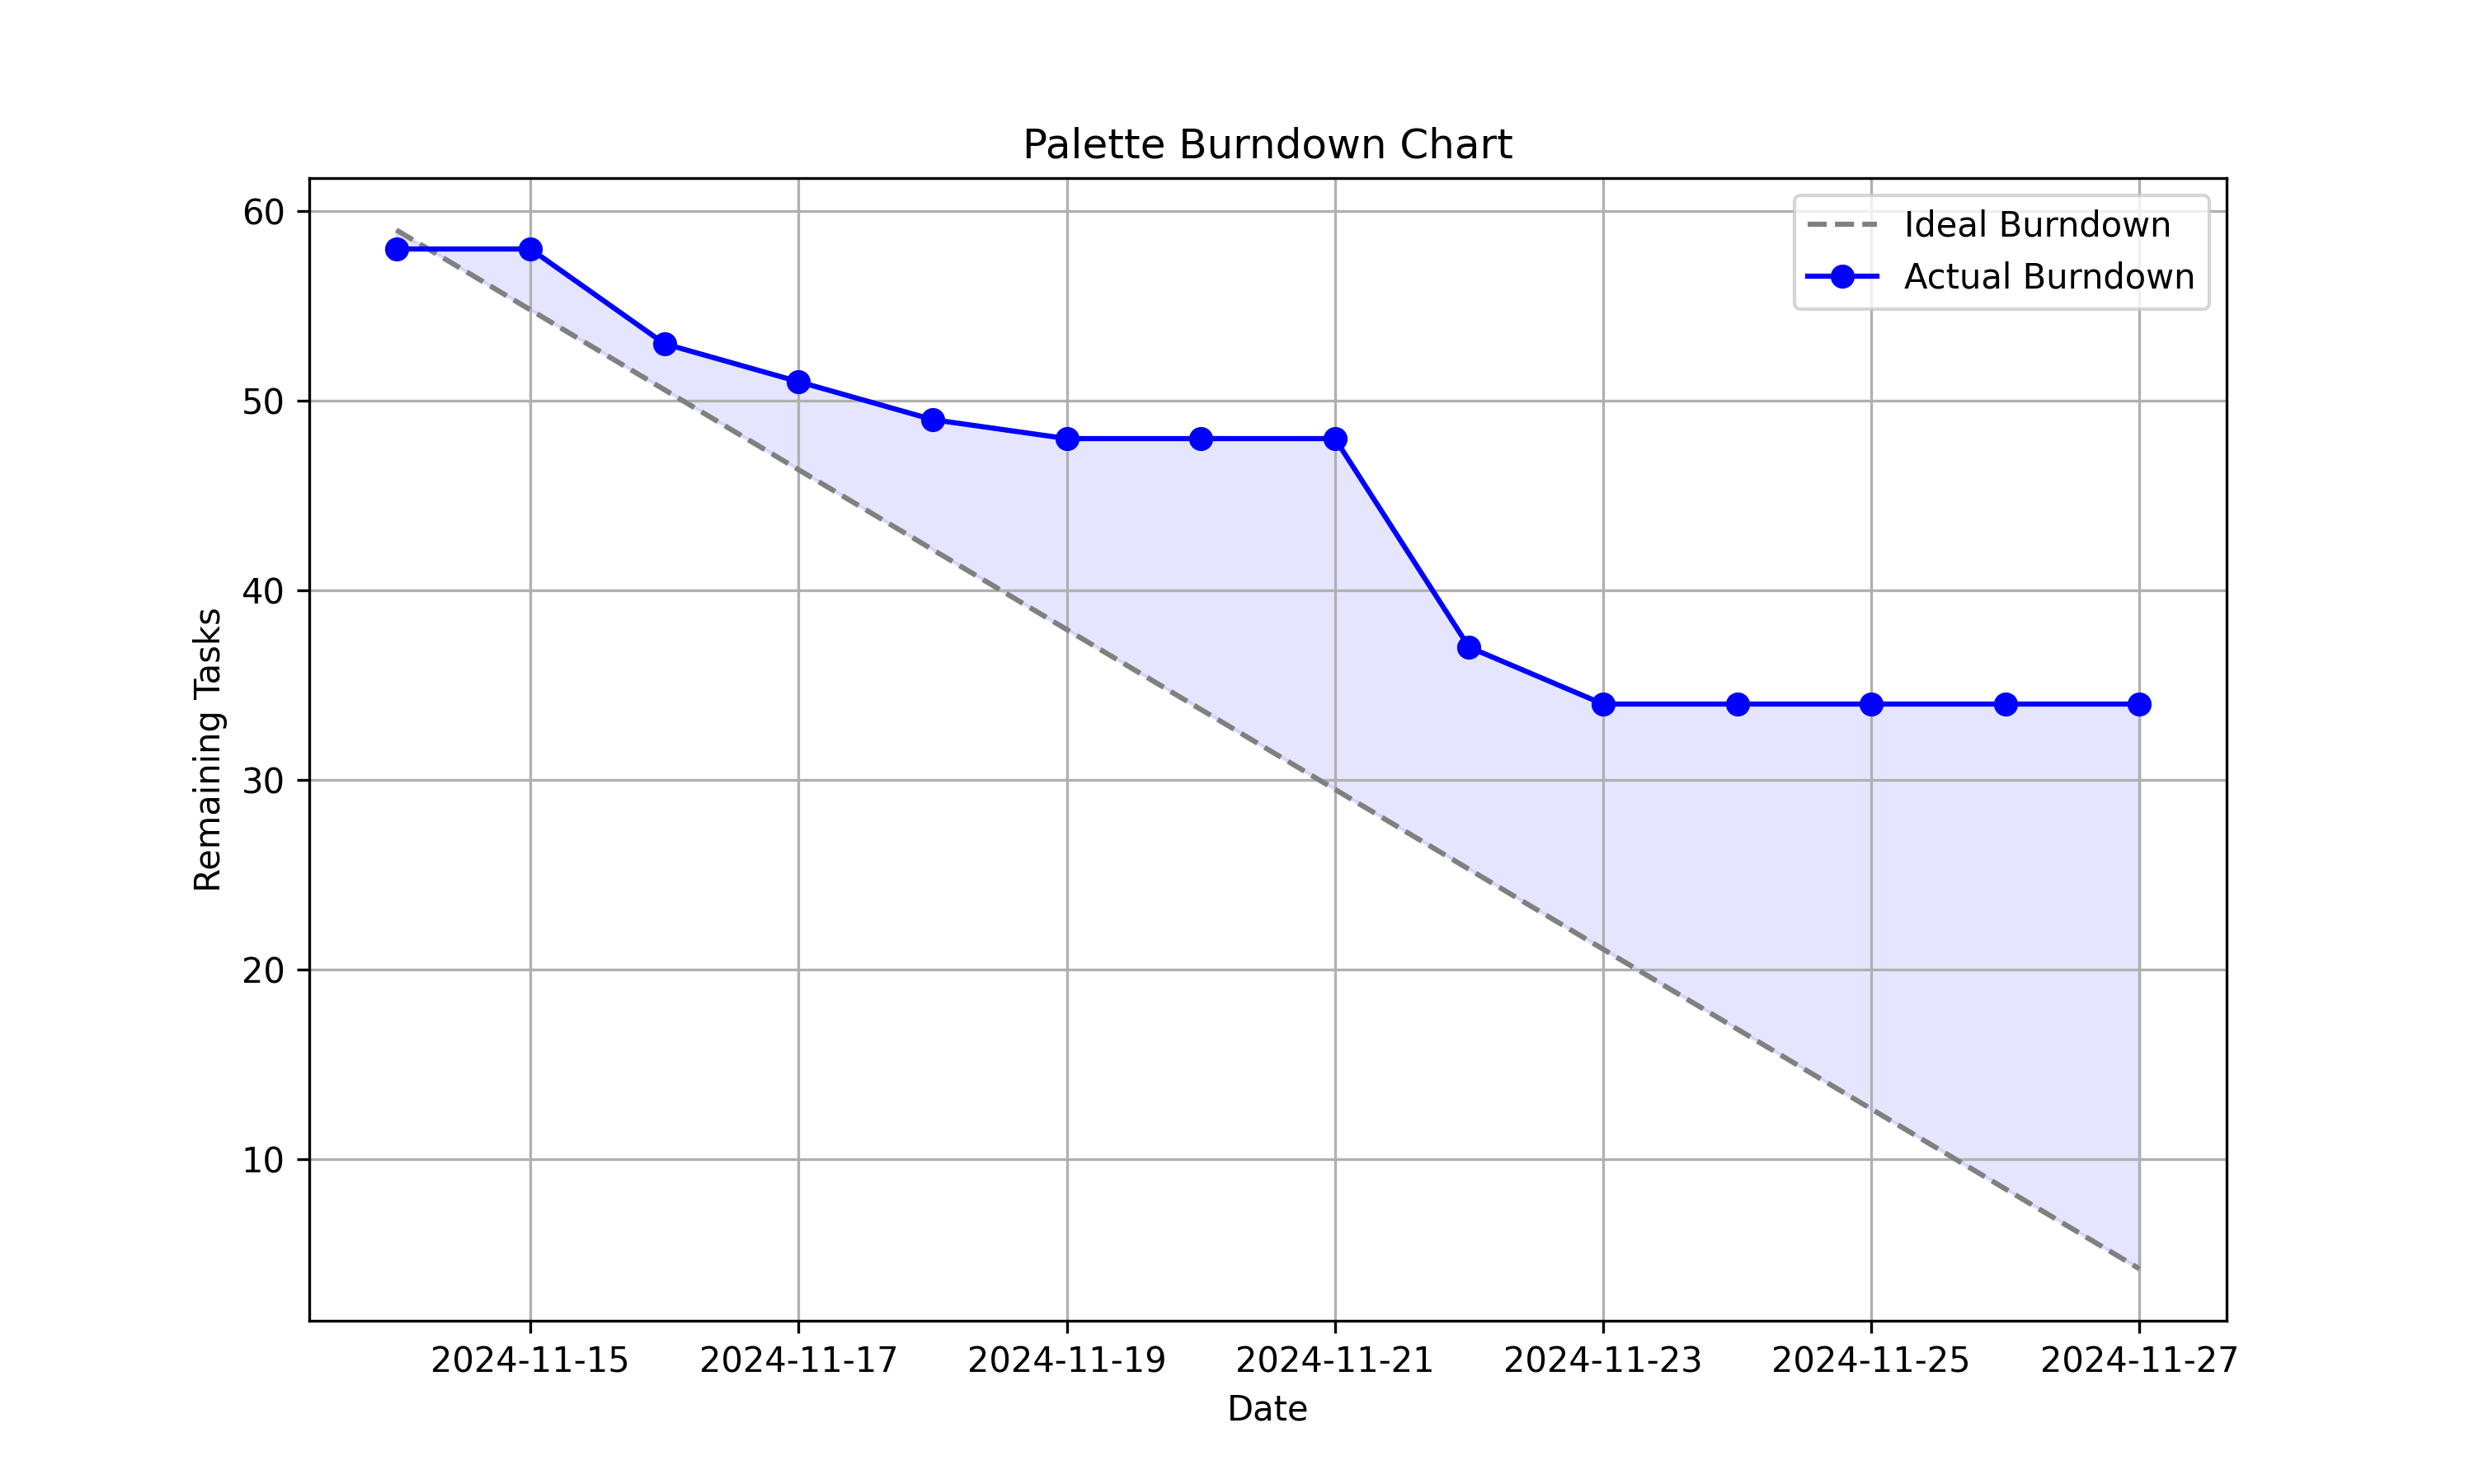 Palette Burndown Chart
Ideal Burndown
Actual Burndown
60
50
40
30
20
10
Remaining Tasks
2024-11-15 2024-11-17 2024-11-19 2024-11-21 2024-11-23 2024-11-25 2024-11-27
Date